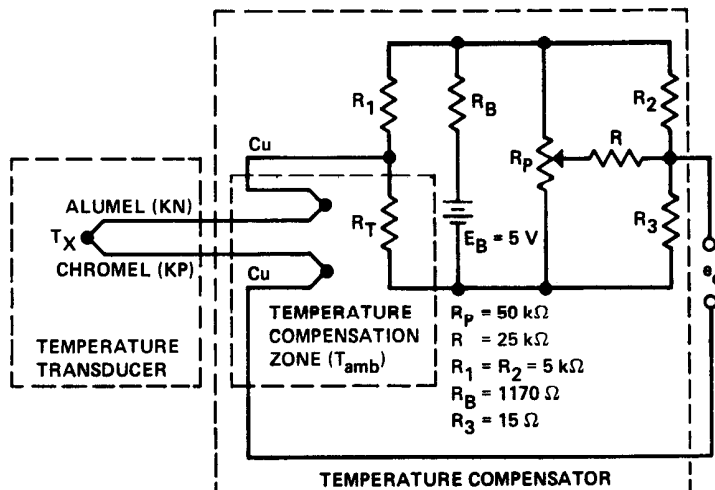 R1
RB
RP
R
R2
Cu
ALUMEL (KN)
TX
CHROMEL (KP)
RT
EB = 5 V
R3
Cu
TEMPERATURE
COMPENSATION
ZONE (Tamb)
TEMPERATURE
TRANSDUCER
RP = 50 kΩ
R = 25 kΩ
R1 = R2 = 5 kΩ
RB = 1170 Ω
R3 = 15 Ω
TEMPERATURE COMPENSATOR